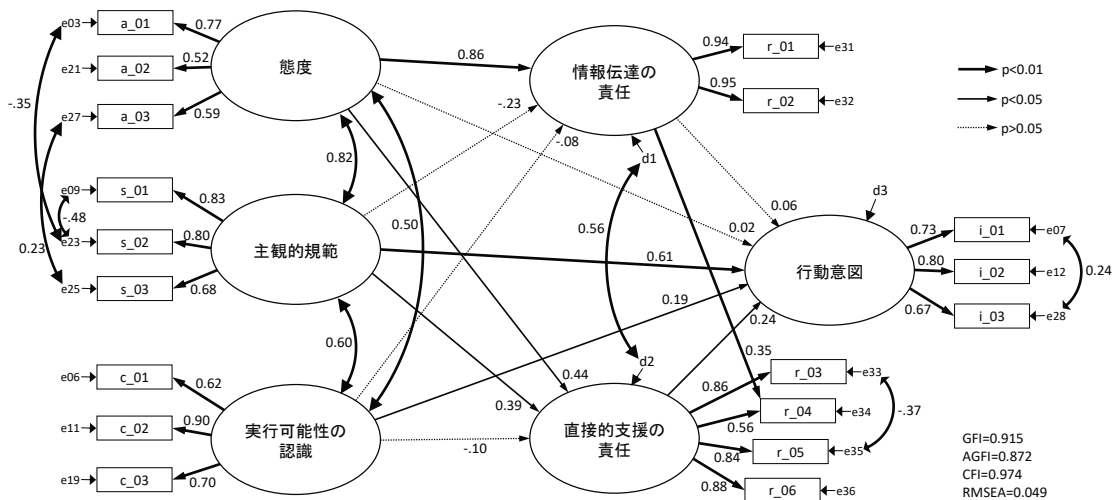 e03
a_01
0.77
e21
a_02
0.52
e27
a_03
0.59
-.35
0.23
e09
s_01
0.83
-.48
e23
s_02
0.80
e25
s_03
0.68
e06
c_01
0.62
e11
c_02
0.90
e19
c_03
0.70
態度
主観的規範
実行可能性の
認識
0.82
0.50
0.60
0.86
-.23
-.08
0.02
0.61
0.19
0.44
0.39
-.10
情報伝達の
責任
d1
0.56
d2
直接的支援の
責任
0.94
r_01
e31
0.95
r_02
e32
0.06
0.24
0.35
d3
行動意図
0.73
i_01
e07
0.80
i_02
e12
0.67
i_03
e28
0.24
0.86
r_03
e33
0.56
r_04
e34
0.84
r_05
e35
0.88
r_06
e36
-.37
p<0.01
p<0.05
p>0.05
GFI=0.915
AGFI=0.872
CFI=0.974
RMSEA=0.049